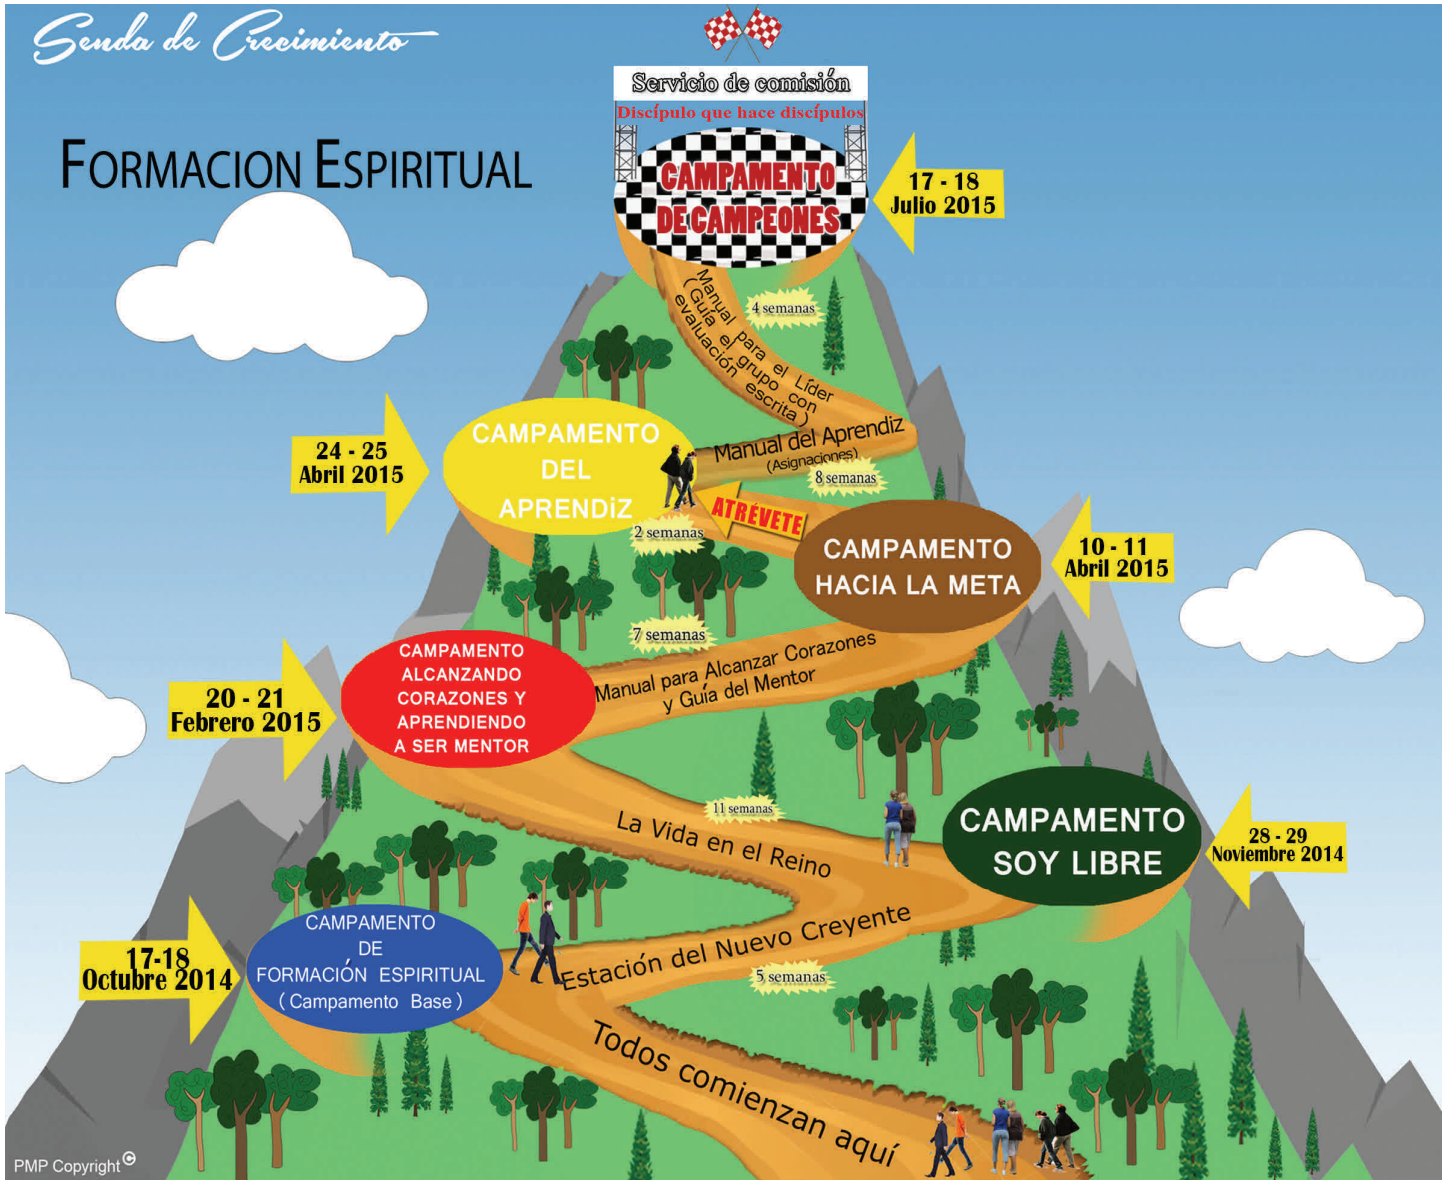 Senda de Crecimiento
FORMACION ESPIRITUAL
Servicio de comisión
Discípulo que hace discípulos
CAMPAMENTO
DE CAMPEONES
17 - 18
Julio 2015
4 semanas
Manual para el Líder
(Guía el grupo con
evaluación escrita)
24 - 25
Abril 2015
CAMPAMENTO
DEL
APRENDiZ
Manual del Aprendiz
(Asignaciones)
8 semanas
ATRÉVETE
2 semanas
CAMPAMENTO
HACIA LA META
10 - 11
Abril 2015
7 semanas
Manual para Alcanzar Corazones
y Guía del Mentor
20 - 21
Febrero 2015
CAMPAMENTO
ALCANZANDO
CORAZONES Y
APRENDIENDO
A SER MENTOR
11 semanas
La Vida en el Reino
CAMPAMENTO
SOY LIBRE
28 - 29
Noviembre 2014
17-18
Octubre 2014
CAMPAMENTO
DE
FORMACIÓN ESPIRITUAL
( Campamento Base )
Estación del Nuevo Creyente
5 semanas
Todos comienzan aquí
PMP Copyright ©